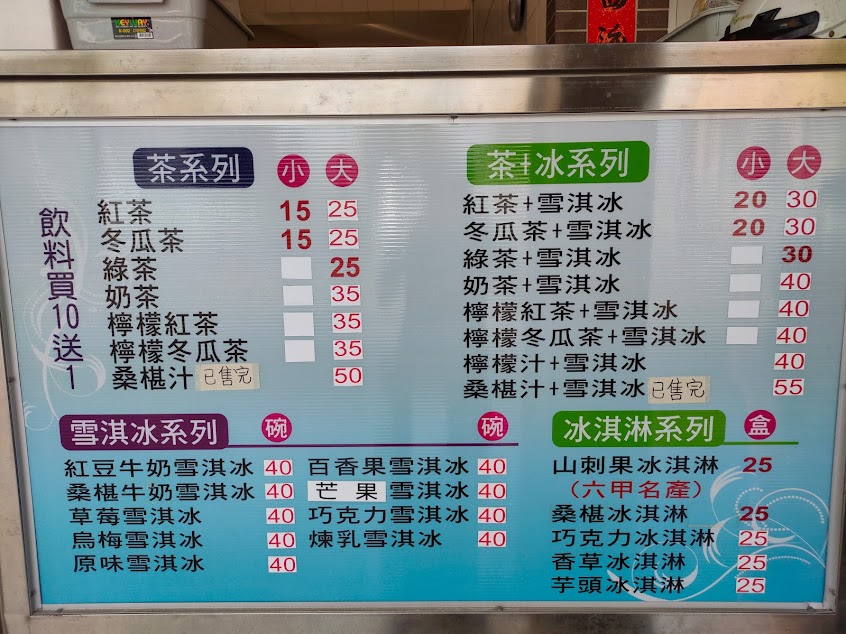 KEYWAY
茶系列 小 大
紅茶 15 25
冬瓜茶 15 25
綠茶 25
奶茶 35
檸檬紅茶 35
檸檬冬瓜茶 35
桑椹汁 已售完 50
飲料買10送1
茶+冰系列 小 大
紅茶+雪淇冰 20 30
冬瓜茶+雪淇冰 20 30
綠茶+雪淇冰 30
奶茶+雪淇冰 40
檸檬紅茶+雪淇冰 40
檸檬冬瓜茶+雪淇冰 40
檸檬汁+雪淇冰 40
桑椹汁+雪淇冰 已售完 55
雪淇冰系列 碗 碗
紅豆牛奶雪淇冰 40 百香果雪淇冰 40
桑椹牛奶雪淇冰 40 芒果雪淇冰 40
草莓雪淇冰 40 巧克力雪淇冰 40
烏梅雪淇冰 40 煉乳雪淇冰 40
原味雪淇冰 40
冰淇淋系列 盒
山刺果冰淇淋 25
（六甲名產）
桑椹冰淇淋 25
巧克力冰淇淋 25
香草冰淇淋 25
芋頭冰淇淋 25